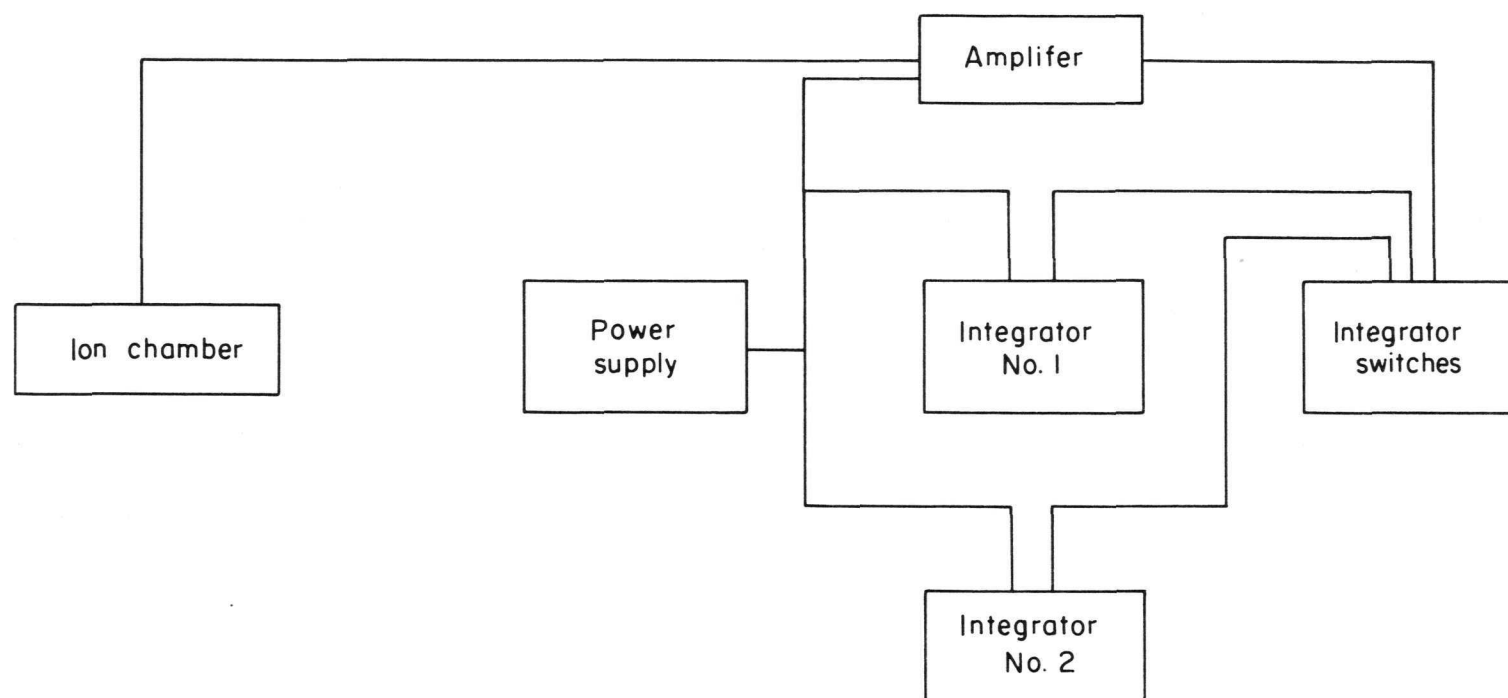 Amplifer
Ion chamber
Power
supply
Integrator
No. 1
Integrator
switches
Integrator
No. 2